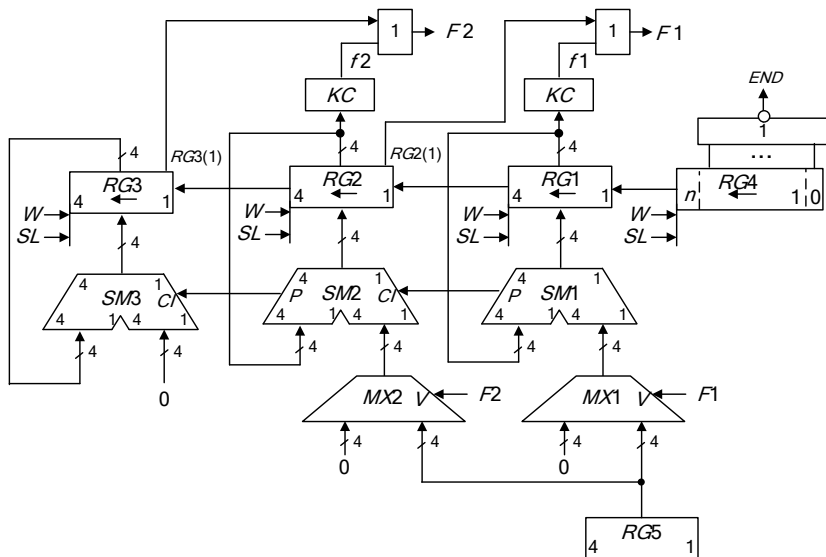 1 F2 1 F1
f2 f1
KC KC END
1
4 RG3(1) 4 RG2(1) 4 ...
RG3 RG2 RG1 RG4
4 1 4 1 4 1 n 1 0
W W W W
SL SL SL SL
4 4 4
4 1 4 1 4 1
SM3 CI P SM2 CI P SM1
4 1 4 1 4 1 4 1 4 1 4 1
4 4 4 4 4 4
0
MX2 V F2 MX1 V F1
4 4 4 4
0 0
RG5
4 1